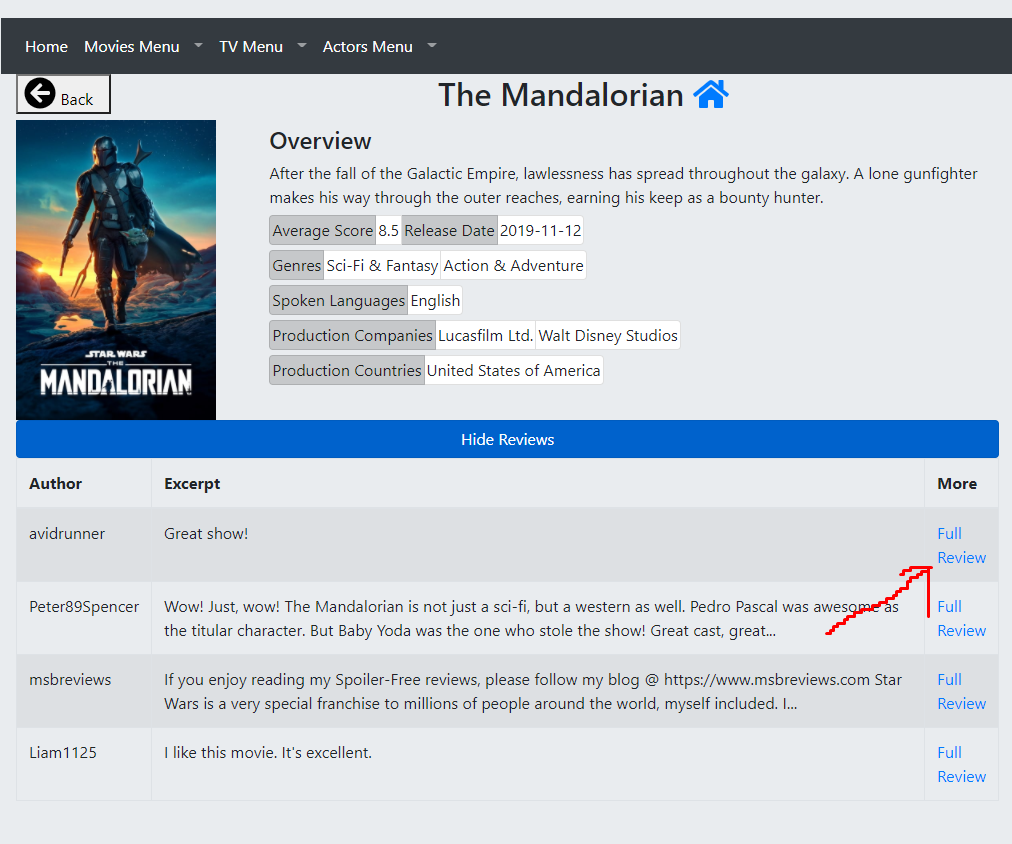 Home Movies Menu TV Menu Actors Menu
Back
The Mandalorian
STAR WARS
THE
MANDALORIAN
Overview
After the fall of the Galactic Empire, lawlessness has spread throughout the galaxy. A lone gunfighter
makes his way through the outer reaches, earning his keep as a bounty hunter.
Average Score 8.5 Release Date 2019-11-12
Genres Sci-Fi & Fantasy Action & Adventure
Spoken Languages English
Production Companies Lucasfilm Ltd. Walt Disney Studios
Production Countries United States of America
Hide Reviews
Author Excerpt More
avidrunner Great show! Full
Review
Peter89Spencer Wow! Just, wow! The Mandalorian is not just a sci-fi, but a western as well. Pedro Pascal was awesome as Full
the titular character. But Baby Yoda was the one who stole the show! Great cast, great... Review
msbreviews If you enjoy reading my Spoiler-Free reviews, please follow my blog @ https://www.msbreviews.com Star Full
Wars is a very special franchise to millions of people around the world, myself included. I... Review
Liam1125 I like this movie. It's excellent. Full
Review